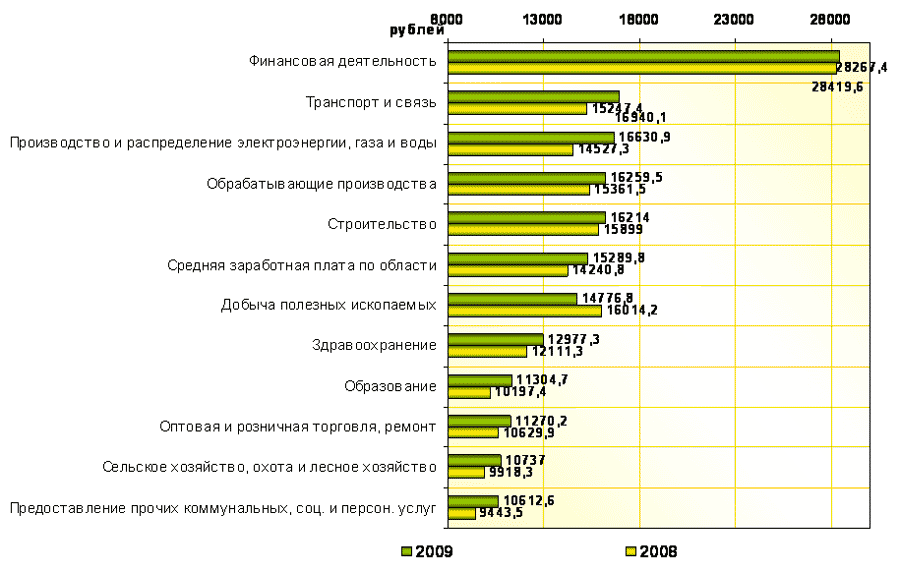 8,000 13000 18000 23000 28000
рублей
Финансовая деятельность
28267,4
28419,6
Транспорт и связь
15247,4
16940,1
Производство и распределение электроэнергии, газа и воды
16630,9
14527,3
Обрабатывающие производства
16259,5
15361,5
Строительство
16214
15899
Средняя заработная плата по области
15289,8
14240,8
Добыча полезных ископаемых
14776,8
16014,2
Здравоохранение
12977,3
12111,3
Образование
11304,7
10197,4
Оптовая и розничная торговля, ремонт
11270,2
10629,9
Сельское хозяйство, охота и лесное хозяйство
10737
9918,3
Предоставление прочих коммунальных, соц. и персон. услуг
10612,6
9443,5
2009 2008